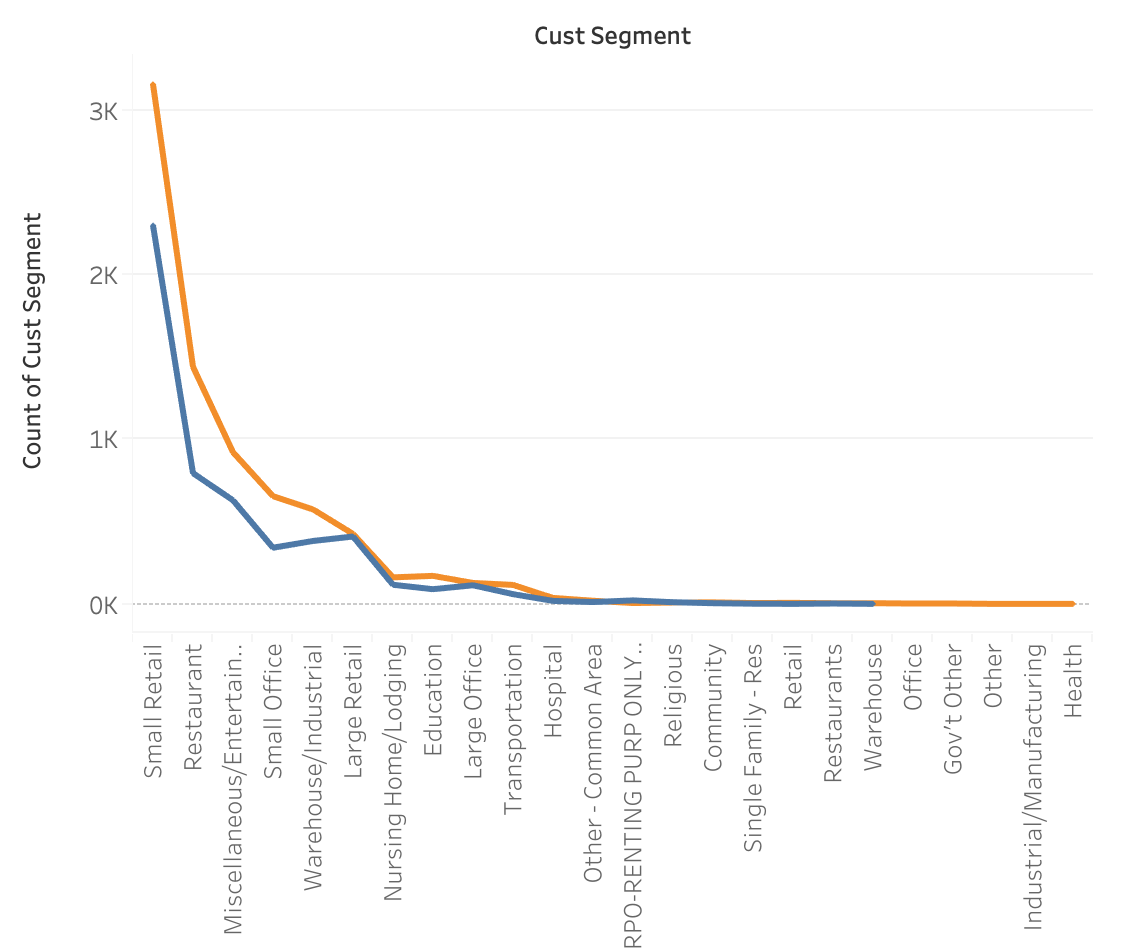 Cust Segment
Count of Cust Segment
3K
2K
1K
0K
Small Retail
Restaurant
Miscellaneous/Entertain..
Small Office
Warehouse/Industrial
Large Retail
Nursing Home/Lodging
Education
Large Office
Transportation
Hospital
Other - Common Area
RPO-RENTING PURP ONLY..
Religious
Community
Single Family - Res
Retail
Restaurants
Warehouse
Office
Gov't Other
Other
Industrial/Manufacturing
Health